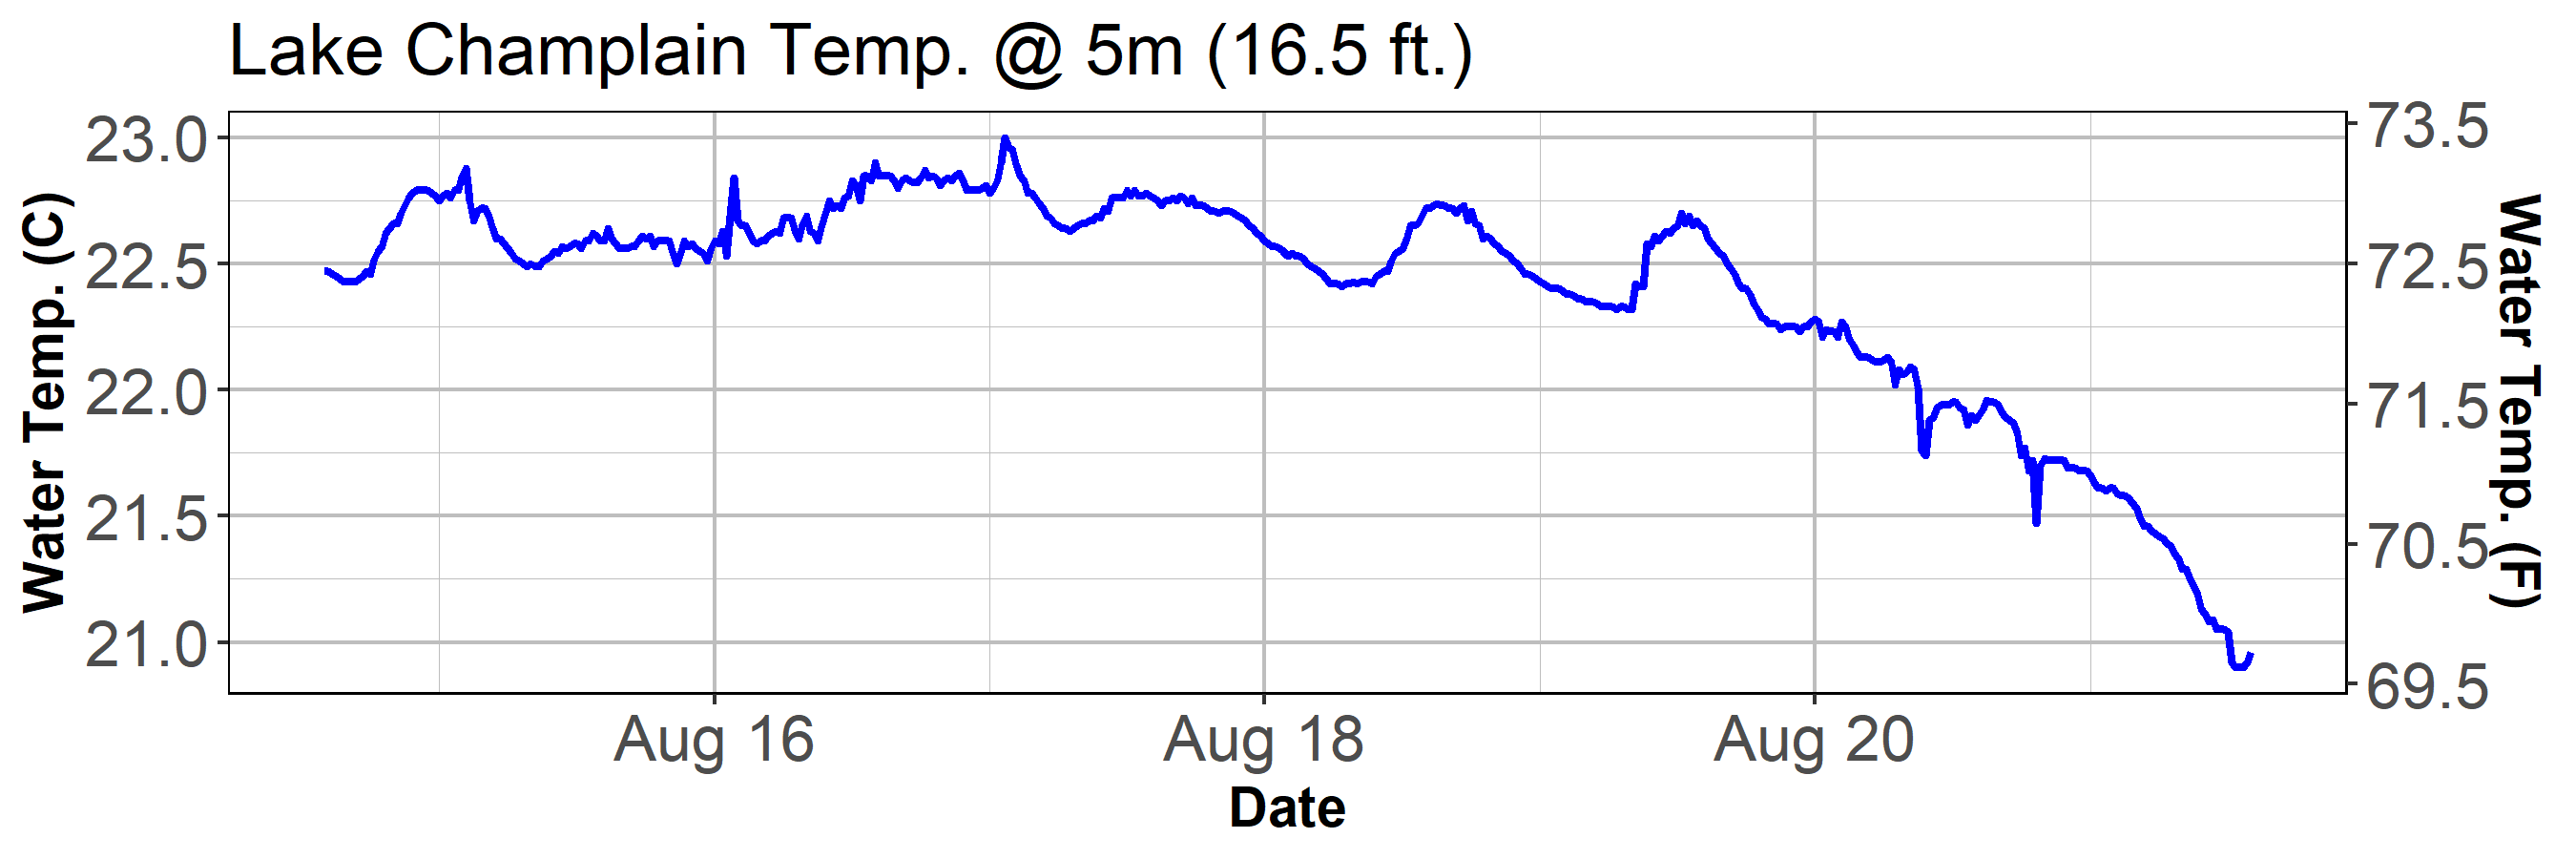 Lake Champlain Temp. @ 5m (16.5 ft.)
Water Temp. (C)
23.0
22.5
22.0
21.5
21.0
73.5
72.5
71.5
70.5
69.5
Water Temp. (F)
Aug 16 Aug 18 Aug 20
Date